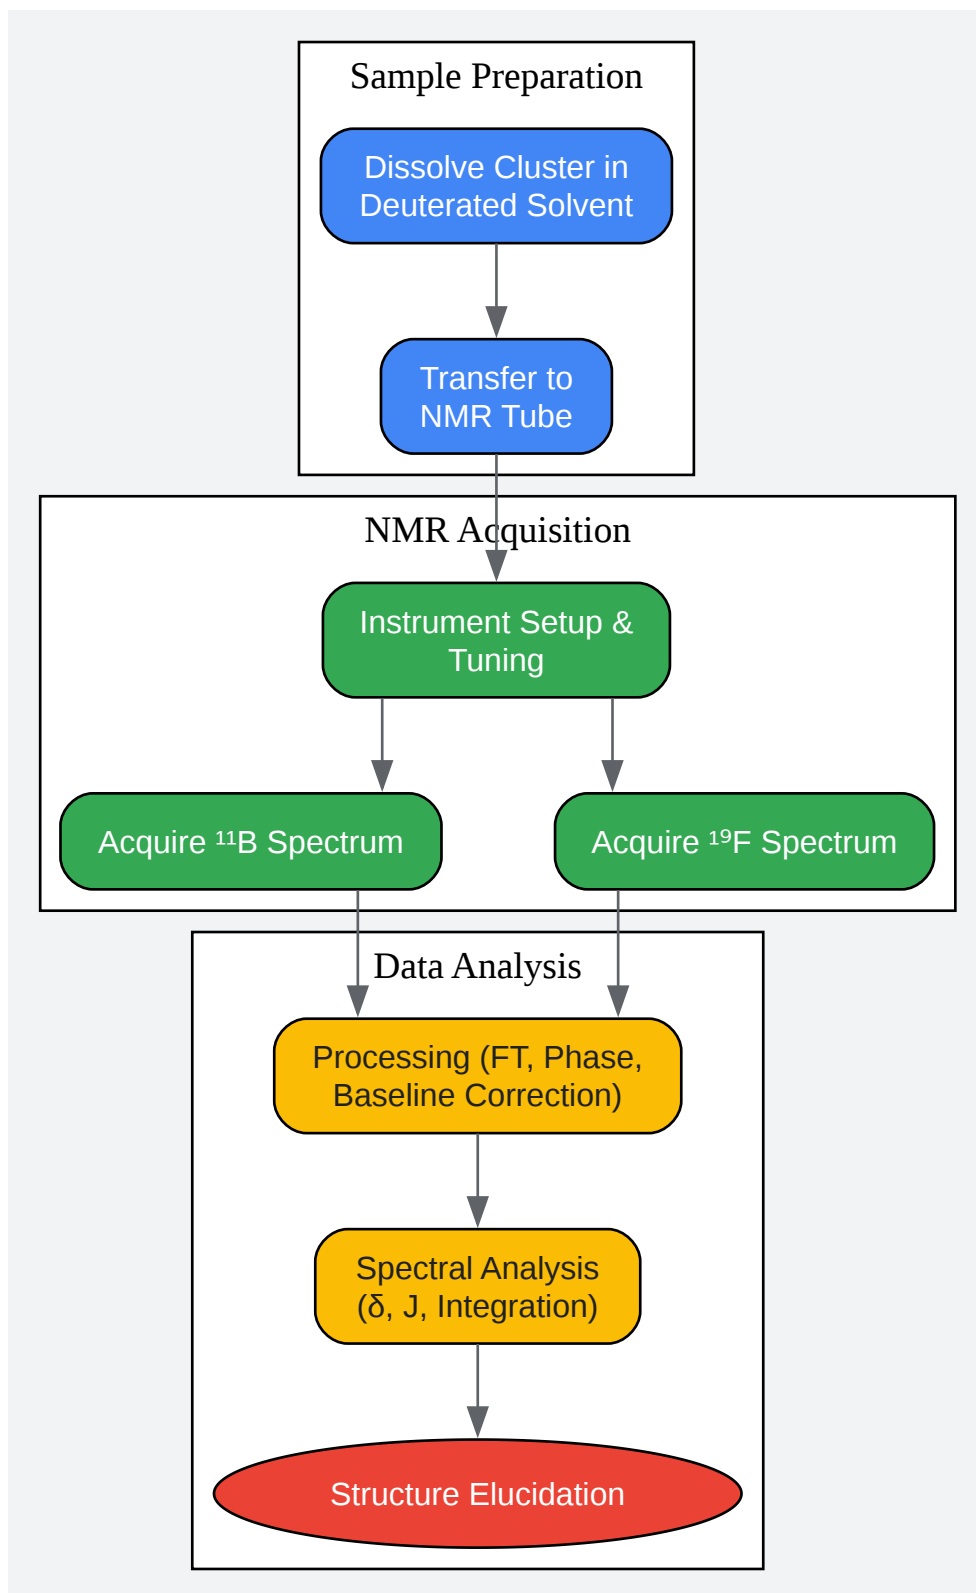 Sample Preparation
Dissolve Cluster in
Deuterated Solvent
Transfer to
NMR Tube
NMR Acquisition
Instrument Setup &
Tuning
Acquire ¹¹B Spectrum
Acquire ¹⁹F Spectrum
Data Analysis
Processing (FT, Phase,
Baseline Correction)
Spectral Analysis
(δ, J, Integration)
Structure Elucidation